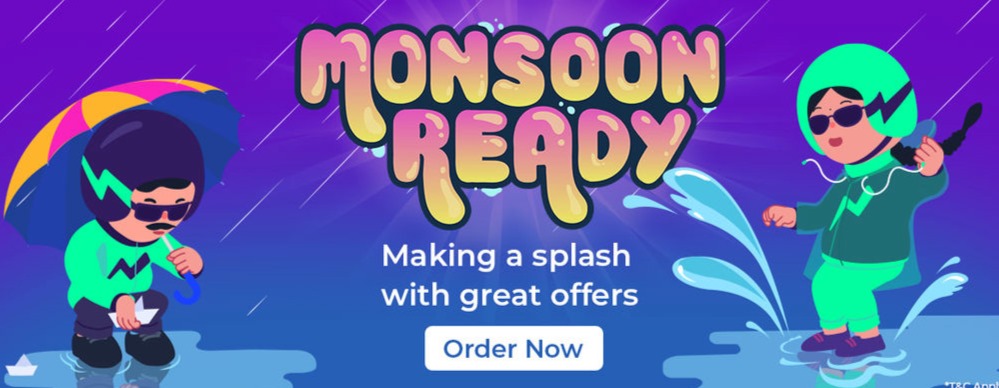 MONSOON
READY
Making a splash
with great offers
Order Now